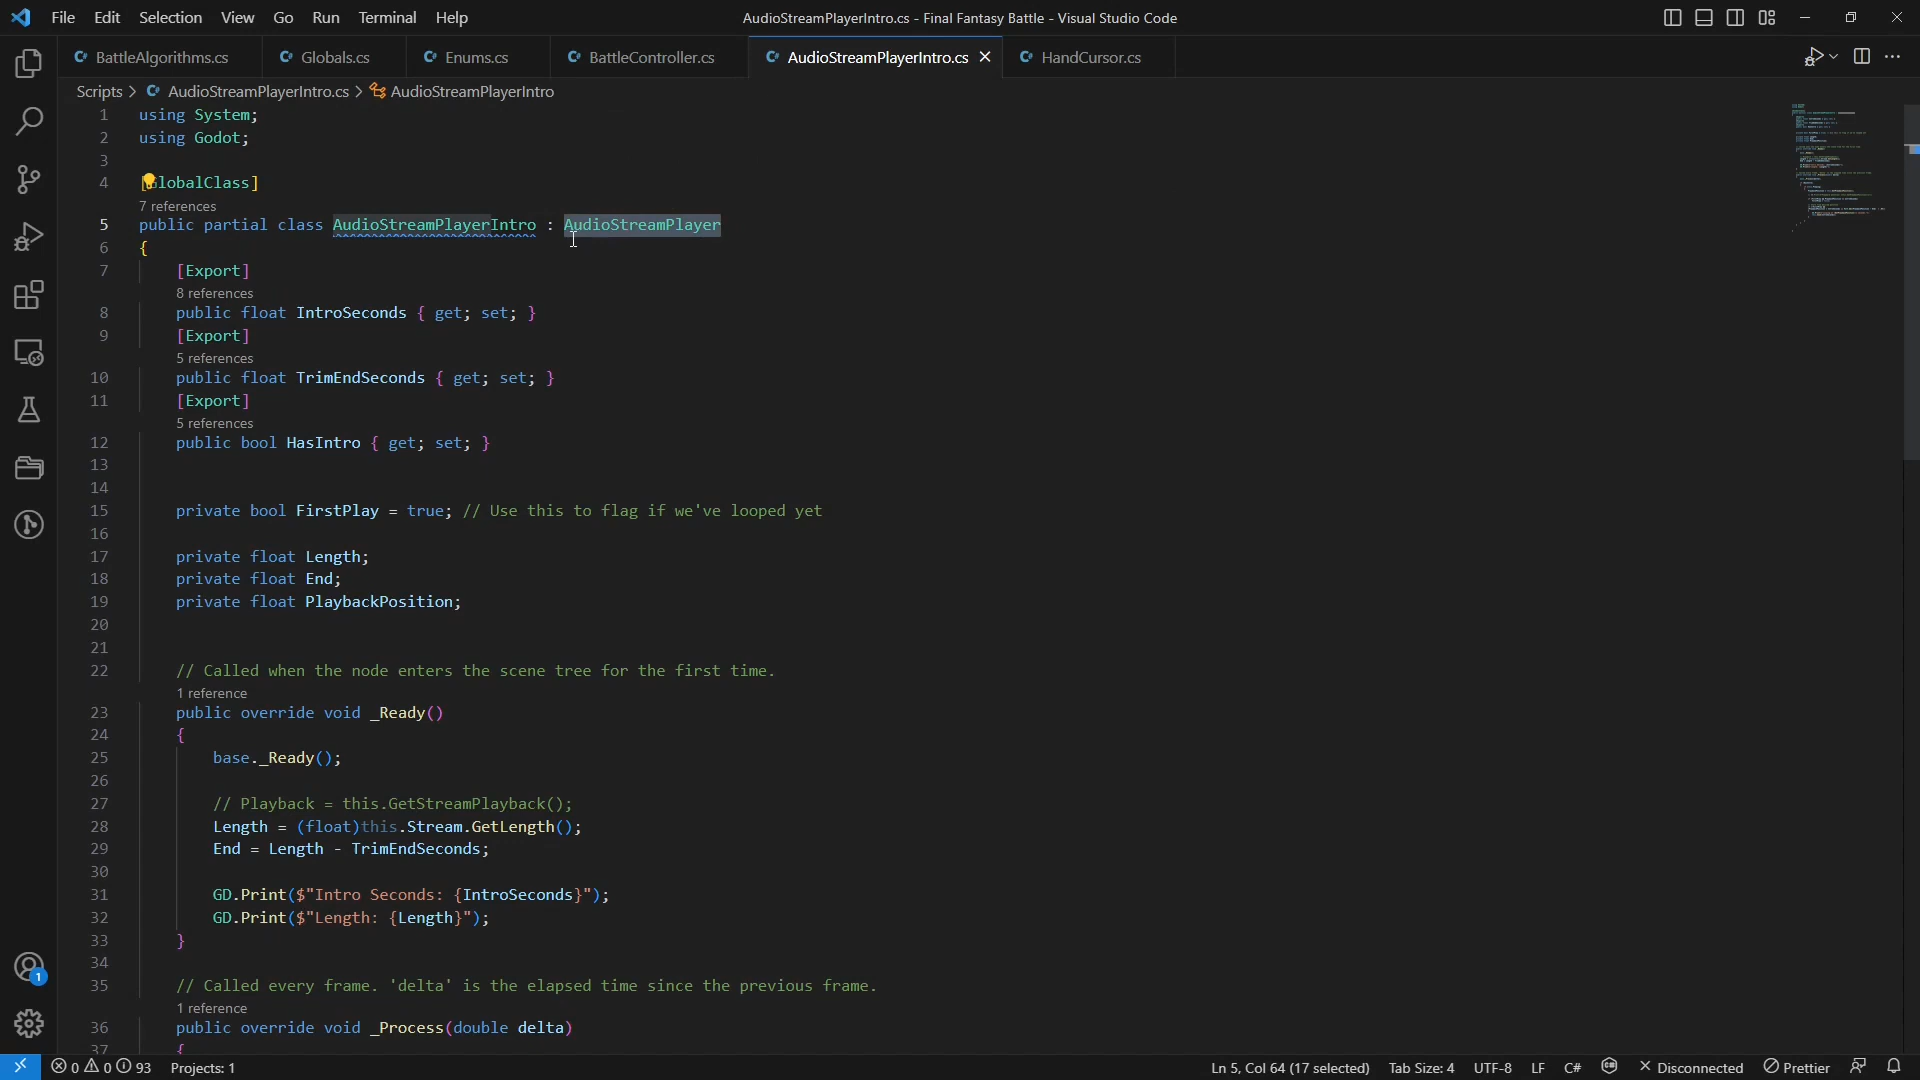 File Edit Selection View Go Run Terminal Help
AudioStreamPlayerIntro.cs - Final Fantasy Battle - Visual Studio Code
BattleAlgorithms.cs Globals.cs Enums.cs BattleController.cs AudioStreamPlayerIntro.cs HandCursor.cs
Scripts > AudioStreamPlayerIntro.cs > AudioStreamPlayerIntro
1 using System;
2 using Godot;
3
4 [lobalClass]
7 references
5 public partial class AudioStreamPlayerIntro : AudioStreamPlayer
6 {
7 [Export]
8 references
8 public float IntroSeconds { get; set; }
9 [Export]
5 references
10 public float TrimEndSeconds { get; set; }
11 [Export]
5 references
12 public bool HasIntro { get; set; }
13
14
15 private bool FirstPlay = true; // Use this to flag if we've looped yet
16
17 private float Length;
18 private float End;
19 private float PlaybackPosition;
20
21
22 // Called when the node enters the scene tree for the first time.
1 reference
23 public override void _Ready()
24 {
25 base._Ready();
26
27 // Playback = this.GetStreamPlayback();
28 Length = (float)this.Stream.GetLength();
29 End = Length - TrimEndSeconds;
30
31 GD.Print($"Intro Seconds: {IntroSeconds}");
32 GD.Print($"Length: {Length}");
33 }
34
35 // Called every frame. 'delta' is the elapsed time since the previous frame.
1 reference
36 public override void _Process(double delta)
37 {
1
0 0 93 Projects: 1
Ln 5, Col 64 (17 selected) Tab Size: 4 UTF-8 LF C# Disconnected Prettier